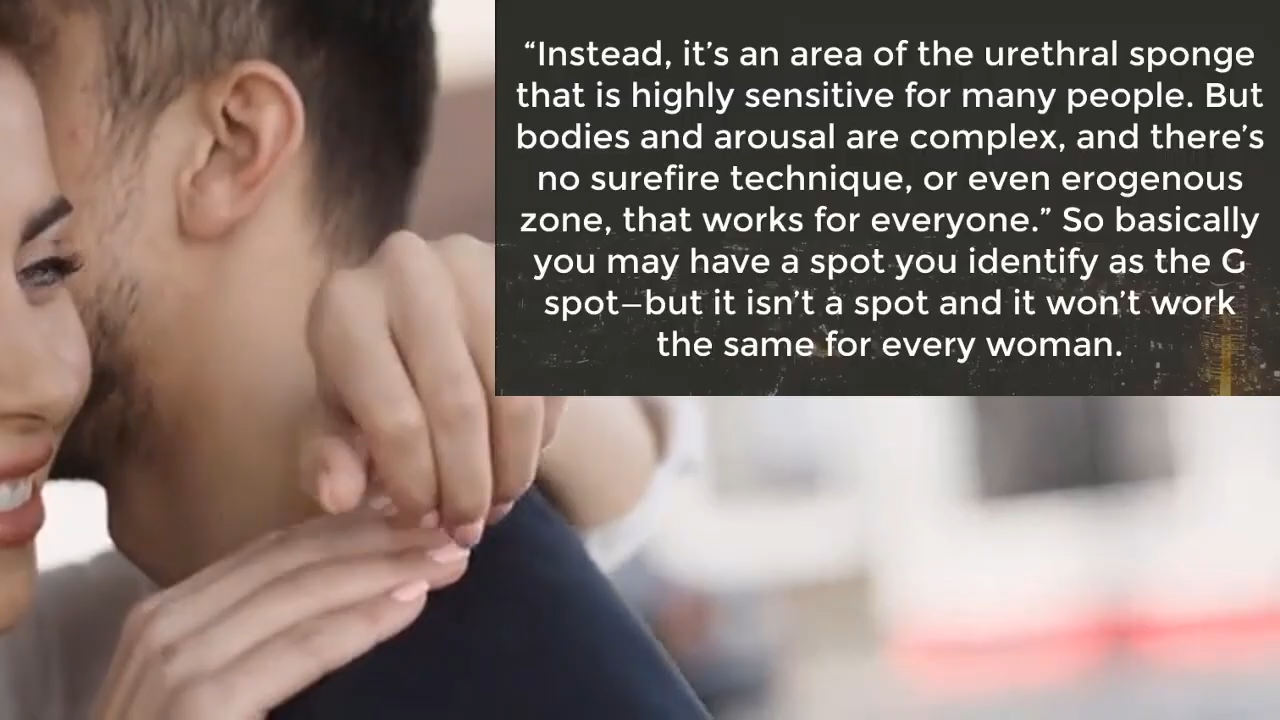 “Instead, it’s an area of the urethral sponge
that is highly sensitive for many people. But
bodies and arousal are complex, and there’s
no surefire technique, or even erogenous
zone, that works for everyone.” So basically
you may have a spot you identify as the G
spot—but it isn’t a spot and it won’t work
the same for every woman.